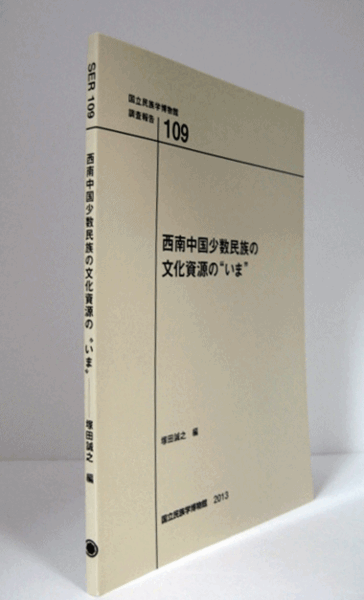 SER 109
西南中国少数民族の文化資源の“いま”
塚田誠之 編
国立民族学博物館
調査報告 109
西南中国少数民族の
文化資源の“いま”
塚田誠之 編
国立民族学博物館 2013